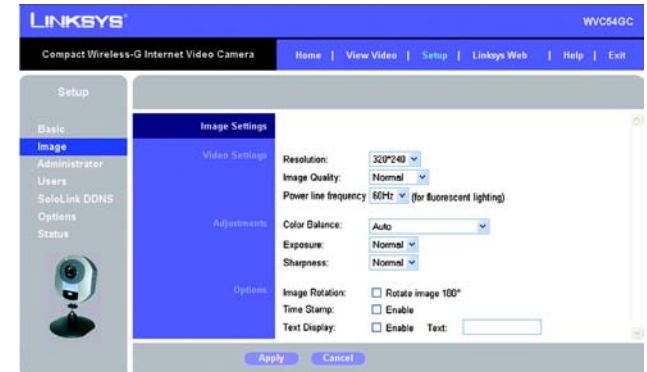 LINKSYS®
WVC54GC
Compact Wireless-G Internet Video Camera
Home | View Video | Setup | Linksys Web | Help | Exit
Setup
Basic
Image
Administrator
Users
SoloLink DDNS
Options
Status
Image Settings
Video Settings
Resolution: 320*240
Image Quality: Normal
Power line frequency 60Hz (for fluorescent lighting)
Adjustments
Color Balance: Auto
Exposure: Normal
Sharpness: Normal
Options
Image Rotation: Rotate image 180°
Time Stamp: Enable
Text Display: Enable Text:
Apply Cancel